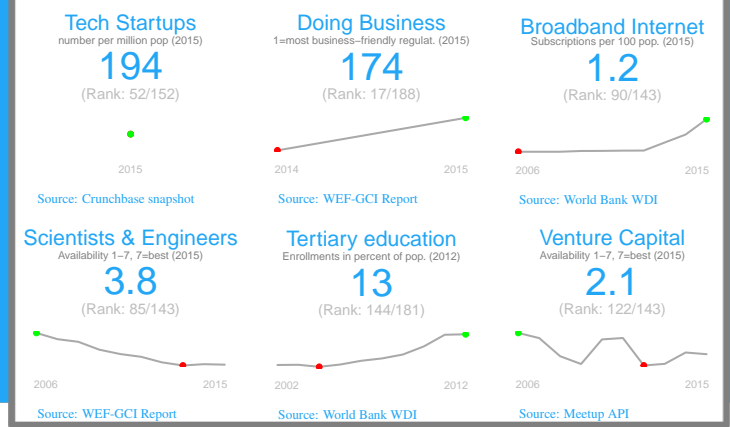 Tech Startups
number per million pop (2015)
194
(Rank: 52/152)
2015
Source: Crunchbase snapshot
Doing Business
1=most business−friendly regulat. (2015)
174
(Rank: 17/188)
2014 2015
Source: WEF-GCI Report
Broadband Internet
Subscriptions per 100 pop. (2015)
1.2
(Rank: 90/143)
2006 2015
Source: World Bank WDI
Scientists & Engineers
Availability 1−7, 7=best (2015)
3.8
(Rank: 85/143)
2006 2015
Source: WEF-GCI Report
Tertiary education
Enrollments in percent of pop. (2012)
13
(Rank: 144/181)
2002 2012
Source: World Bank WDI
Venture Capital
Availability 1−7, 7=best (2015)
2.1
(Rank: 122/143)
2006 2015
Source: Meetup API